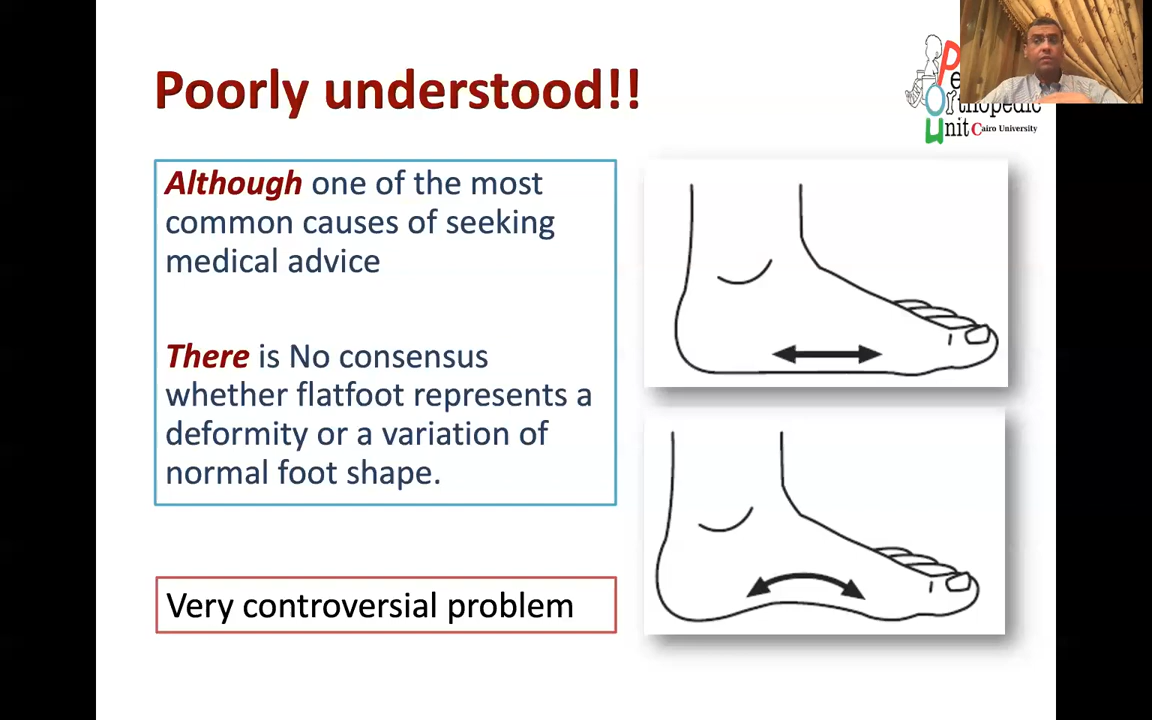 Poorly understood!!
Although one of the most
common causes of seeking
medical advice
There is No consensus
whether flatfoot represents a
deformity or a variation of
normal foot shape.
Very controversial problem
Orthopedic
Unit Cairo University